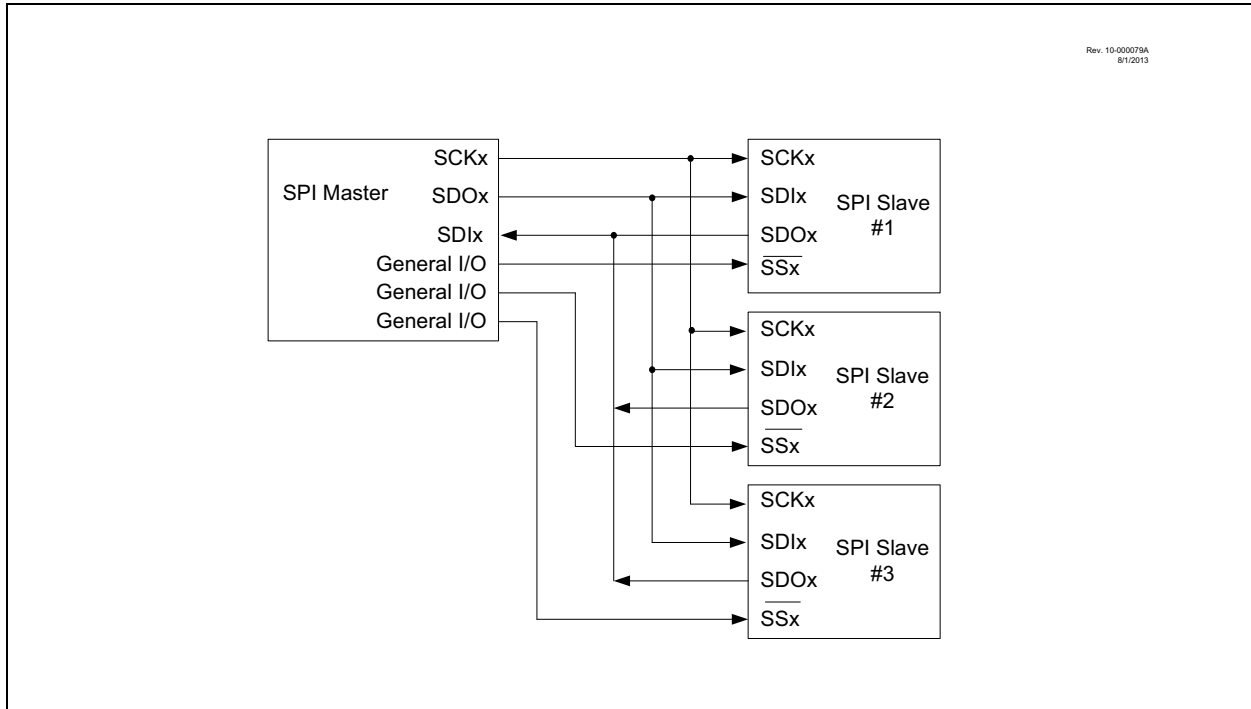 Rev. 10-000079A
8/1/2013
SPI Master
SCKx
SDOx
SDIx
General I/O
General I/O
General I/O
SCKx
SDIx
SDOx
SSx
SPI Slave
#1
SCKx
SDIx
SDOx
SSx
SPI Slave
#2
SCKx
SDIx
SDOx
SSx
SPI Slave
#3